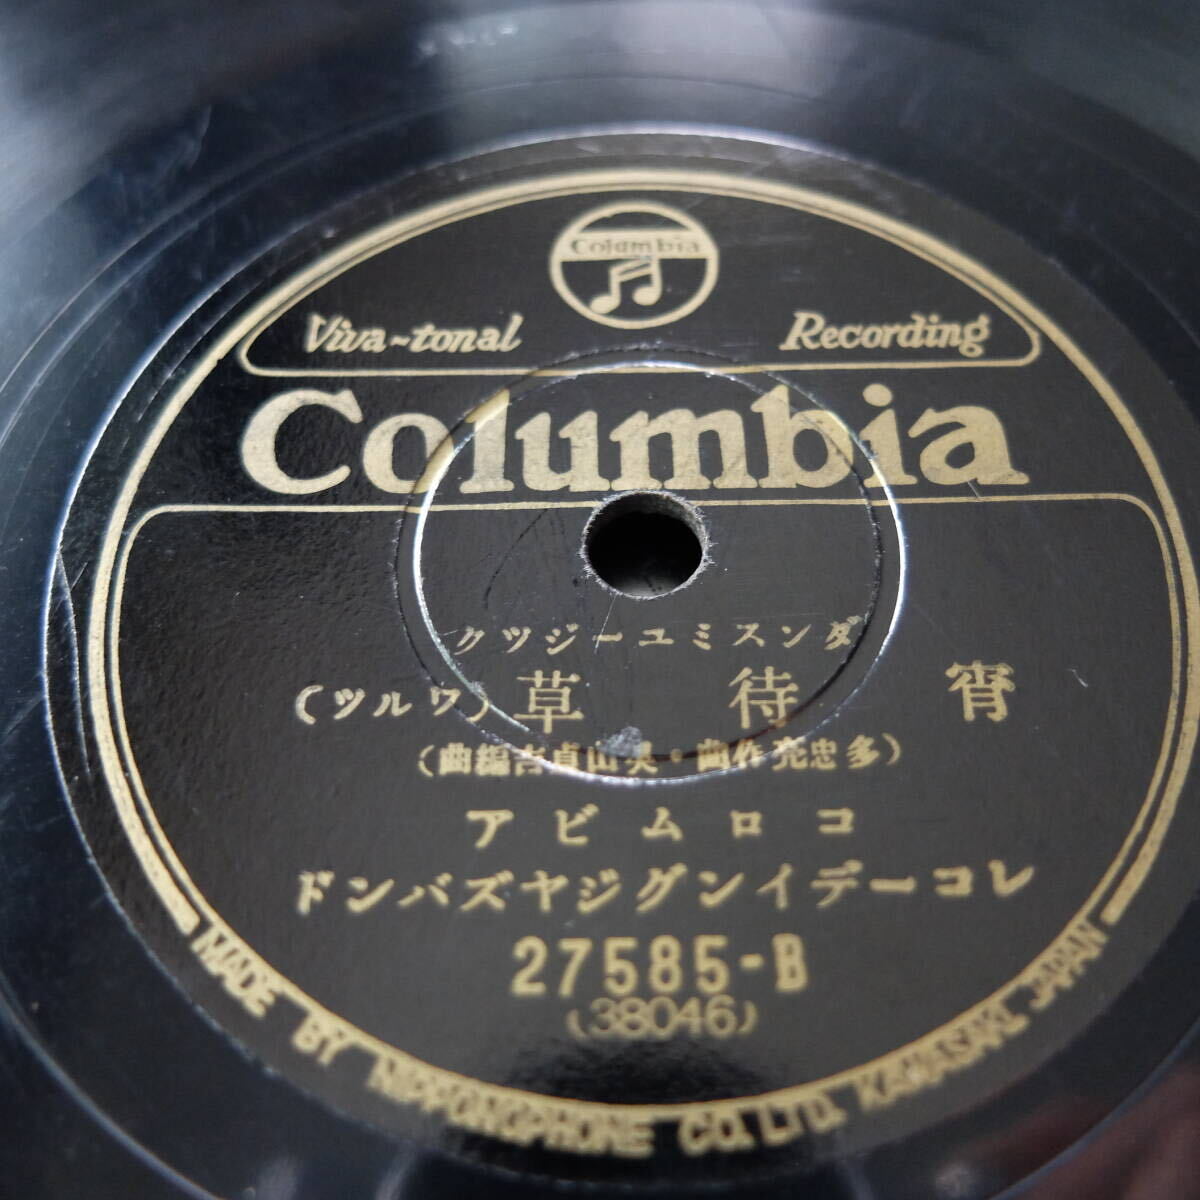 Columbia
Viva-tonal Recording
Columbia
ダンスミユージツク
宵待草(ワルツ)
(多忠亮作曲・奥山貞吉編曲)
コロムビア
レコーデイングジヤズバンド
27585-B
(38046)
MADE BY NIPPONOPHONE CO., LTD. KAWASAKI, JAPAN